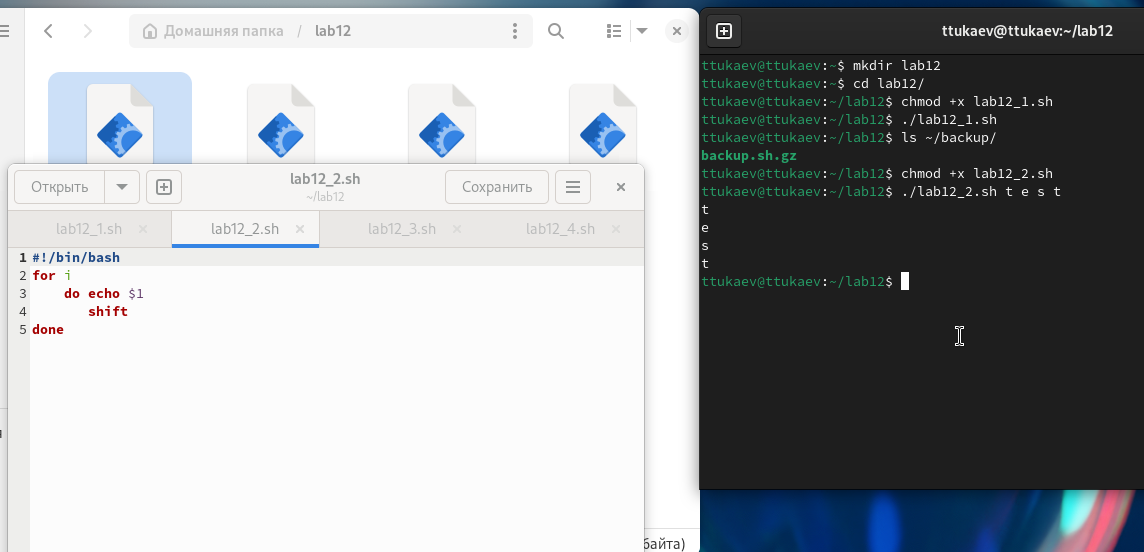 Домашняя папка / lab12
Открыть
lab12_2.sh
~/lab12
Сохранить
lab12_1.sh
lab12_2.sh
lab12_3.sh
lab12_4.sh
1 #!/bin/bash
2 for i
3 do echo $1
4 shift
5 done
байта)
ttukaev@ttukaev:~/lab12
ttukaev@ttukaev:~$ mkdir lab12
ttukaev@ttukaev:~$ cd lab12/
ttukaev@ttukaev:~/lab12$ chmod +x lab12_1.sh
ttukaev@ttukaev:~/lab12$ ./lab12_1.sh
ttukaev@ttukaev:~/lab12$ ls ~/backup/
backup.sh.gz
ttukaev@ttukaev:~/lab12$ chmod +x lab12_2.sh
ttukaev@ttukaev:~/lab12$ ./lab12_2.sh t e s t
t
e
s
t
ttukaev@ttukaev:~/lab12$